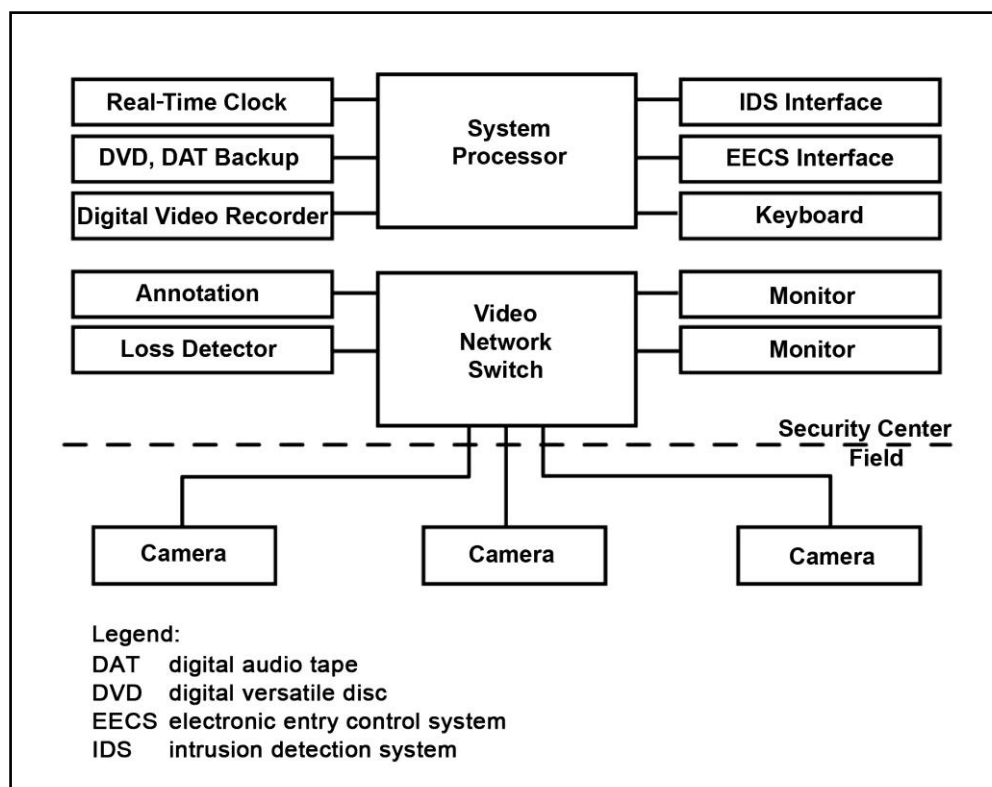 Real-Time Clock
DVD, DAT Backup
Digital Video Recorder
System
Processor
IDS Interface
EECS Interface
Keyboard
Annotation
Loss Detector
Video
Network
Switch
Monitor
Monitor
Security Center
Field
Camera
Camera
Camera
Legend:
DAT digital audio tape
DVD digital versatile disc
EECS electronic entry control system
IDS intrusion detection system